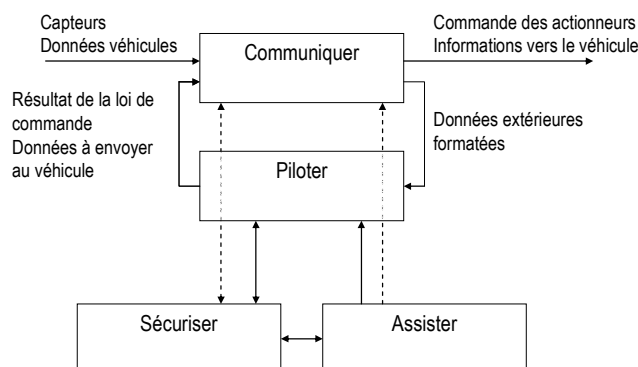 Capteurs
Données véhicules
Communiquer
Commande des actionneurs
Informations vers le véhicule
Résultat de la loi de
commande
Données à envoyer
au véhicule
Données extérieures
formatées
Piloter
Sécuriser
Assister